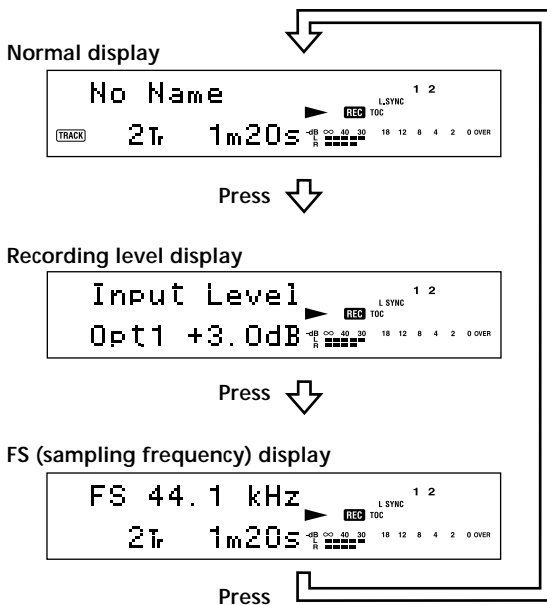 Normal display
No Name
1 2
L.SYNC
REC TOC
TRACK 2Tr 1m20s -dB ∞ 40 30 18 12 8 4 2 0 OVER
L
R
Press
Recording level display
Input Level
1 2
L SYNC
REC TOC
Opt1 +3.0dB -dB ∞ 40 30 18 12 8 4 2 0 OVER
L
R
Press
FS (sampling frequency) display
FS 44.1 kHz
1 2
L SYNC
REC TOC
2Tr 1m20s -dB ∞ 40 30 18 12 8 4 2 0 OVER
L
R
Press